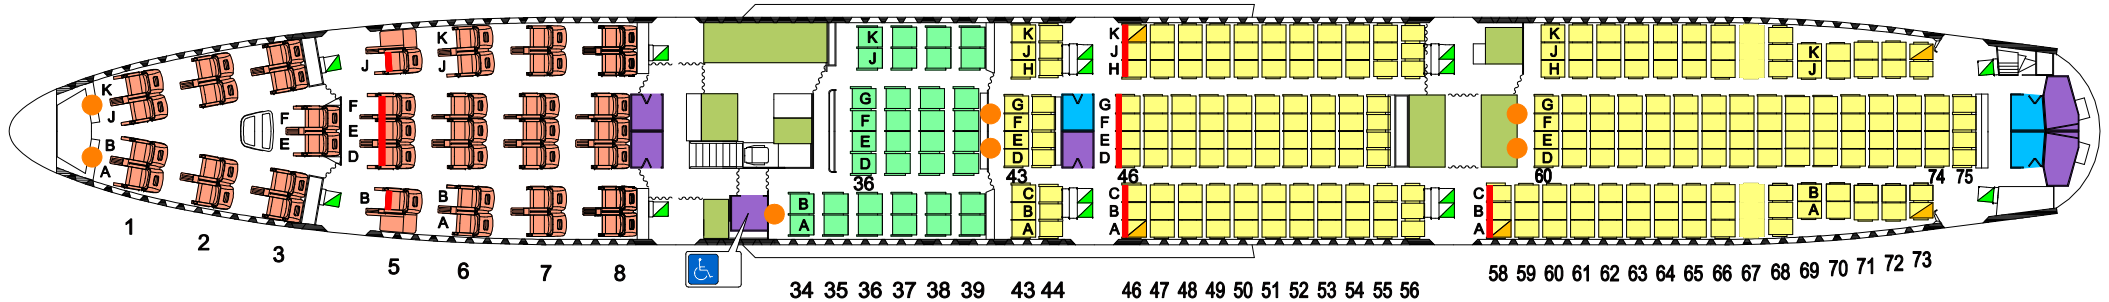 K K K K K K
J J J J J J
H H H
K
J
G G G G
F F F F F F
E E E E E E
D D D D D
36 43 46 60 74 75
B
A
C C C
B B B B B B B
A A A A A A
1 2 3 5 6 7 8
34 35 36 37 38 39 43 44 46 47 48 49 50 51 52 53 54 55 56 58 59 60 61 62 63 64 65 66 67 68 69 70 71 72 73